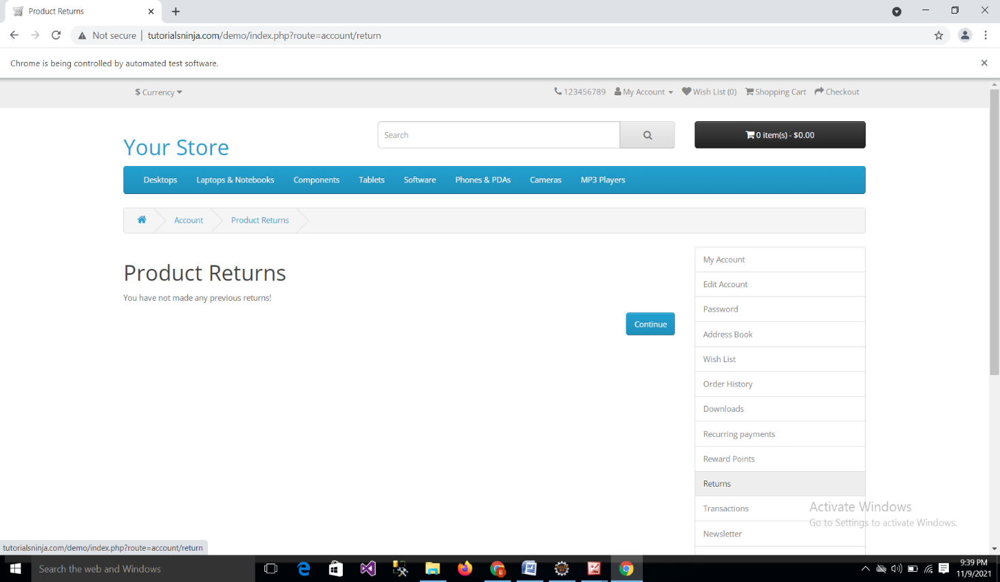 Product Returns
Not secure | tutorialsninja.com/demo/index.php?route=account/return
Chrome is being controlled by automated test software.
$ Currency
123456789 My Account Wish List (0) Shopping Cart Checkout
Your Store
Search
0 item(s) - $0.00
Desktops Laptops & Notebooks Components Tablets Software Phones & PDAs Cameras MP3 Players
Account Product Returns
Product Returns
You have not made any previous returns!
Continue
My Account
Edit Account
Password
Address Book
Wish List
Order History
Downloads
Recurring payments
Reward Points
Returns
Transactions
Newsletter
Activate Windows
Go to Settings to activate Windows.
tutorialsninja.com/demo/index.php?route=account/return
Search the web and Windows
9:39 PM
11/9/2021